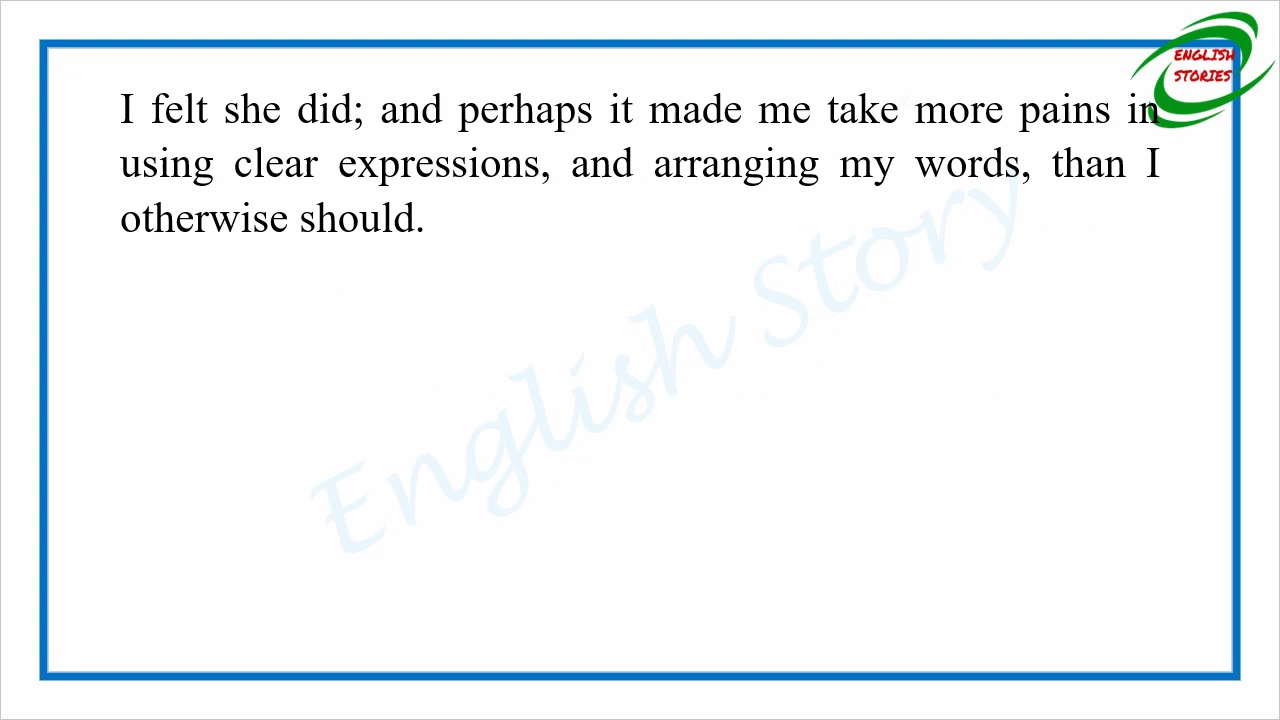 ENGLISH
STORIES
I felt she did; and perhaps it made me take more pains in
using clear expressions, and arranging my words, than I
otherwise should.
English Story